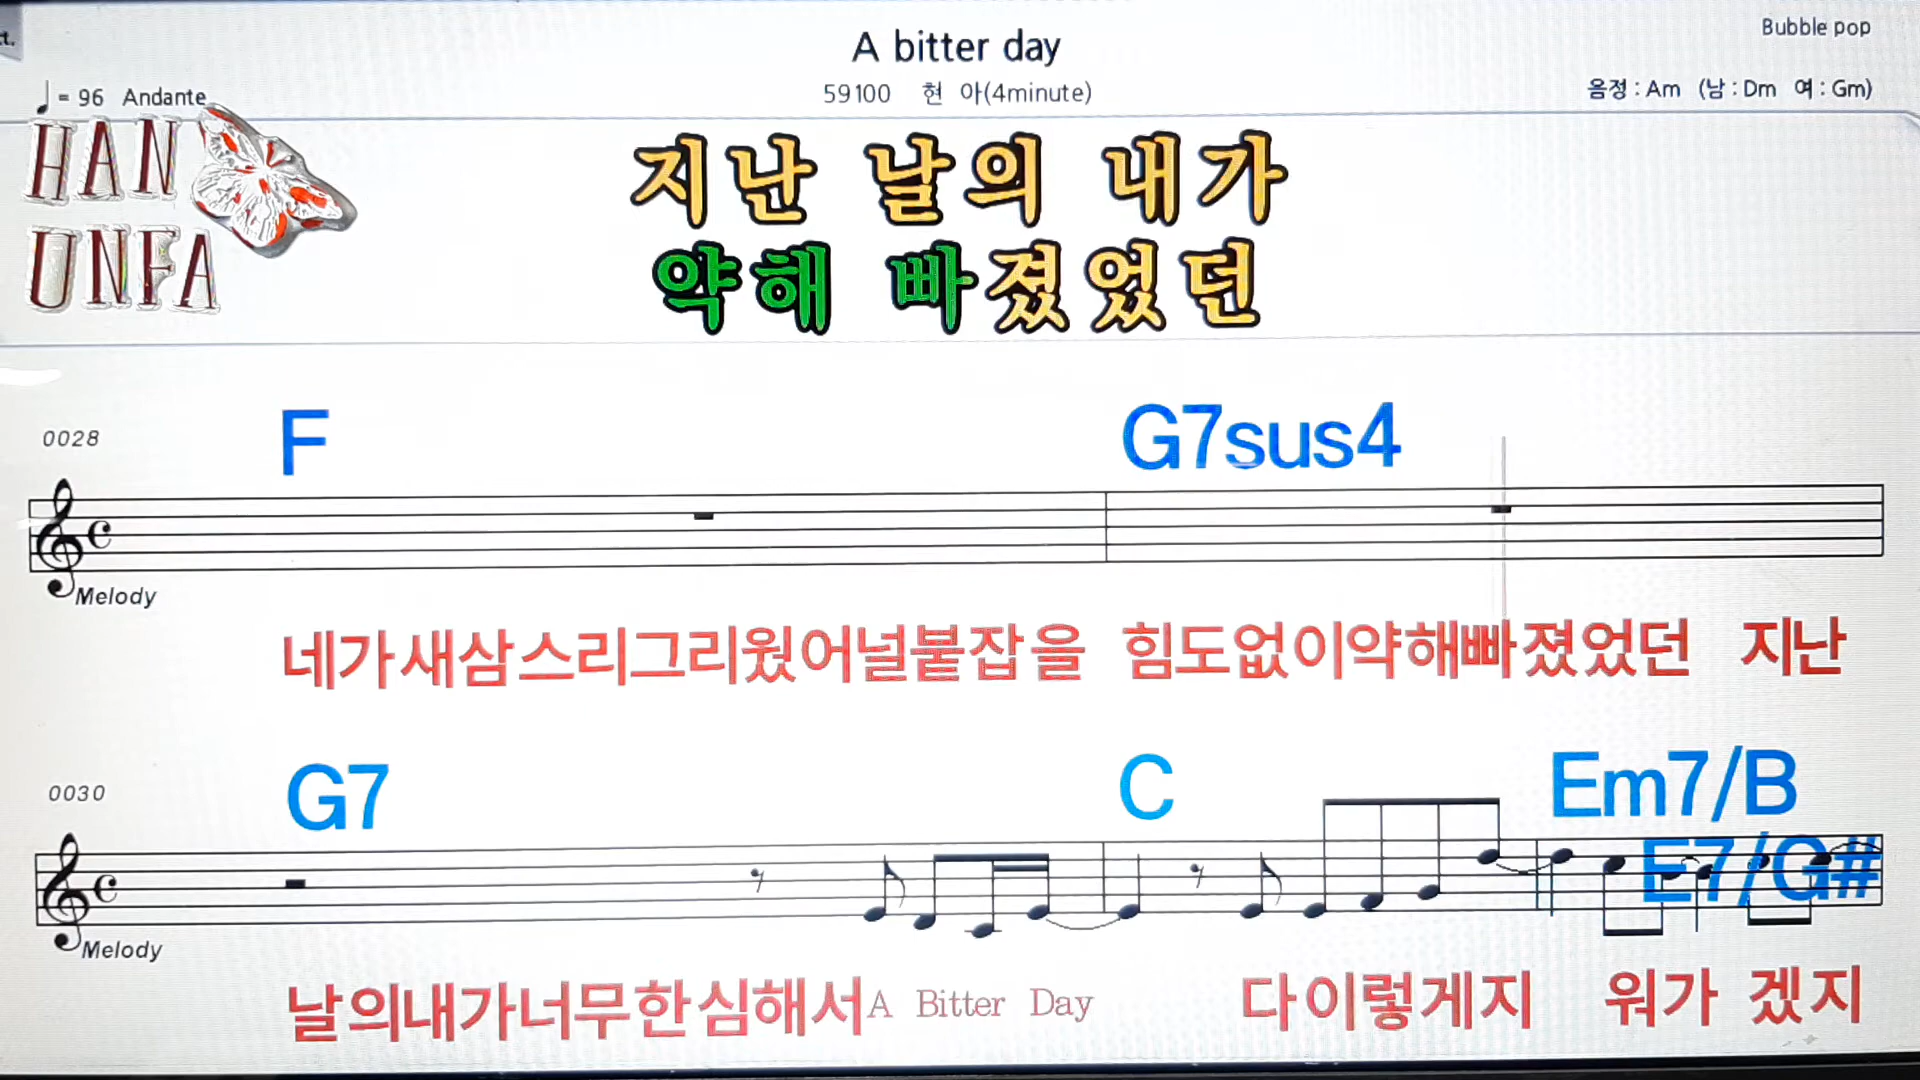 t.
A bitter day
Bubble pop
♩ = 96 Andante
59100 현 아(4minute)
음정 : Am (남 : Dm 여 : Gm)
HAN
UNFA
지난 날의 내가
약해 빠졌었던
0028
F G7sus4
Melody
네가새삼스리그리웠어널붙잡을 힘도없이약해빠졌었던 지난
0030
G7 C Em7/B
E7/G#
Melody
날의내가너무한심해서A Bitter Day 다이렇게지 워가 겠지